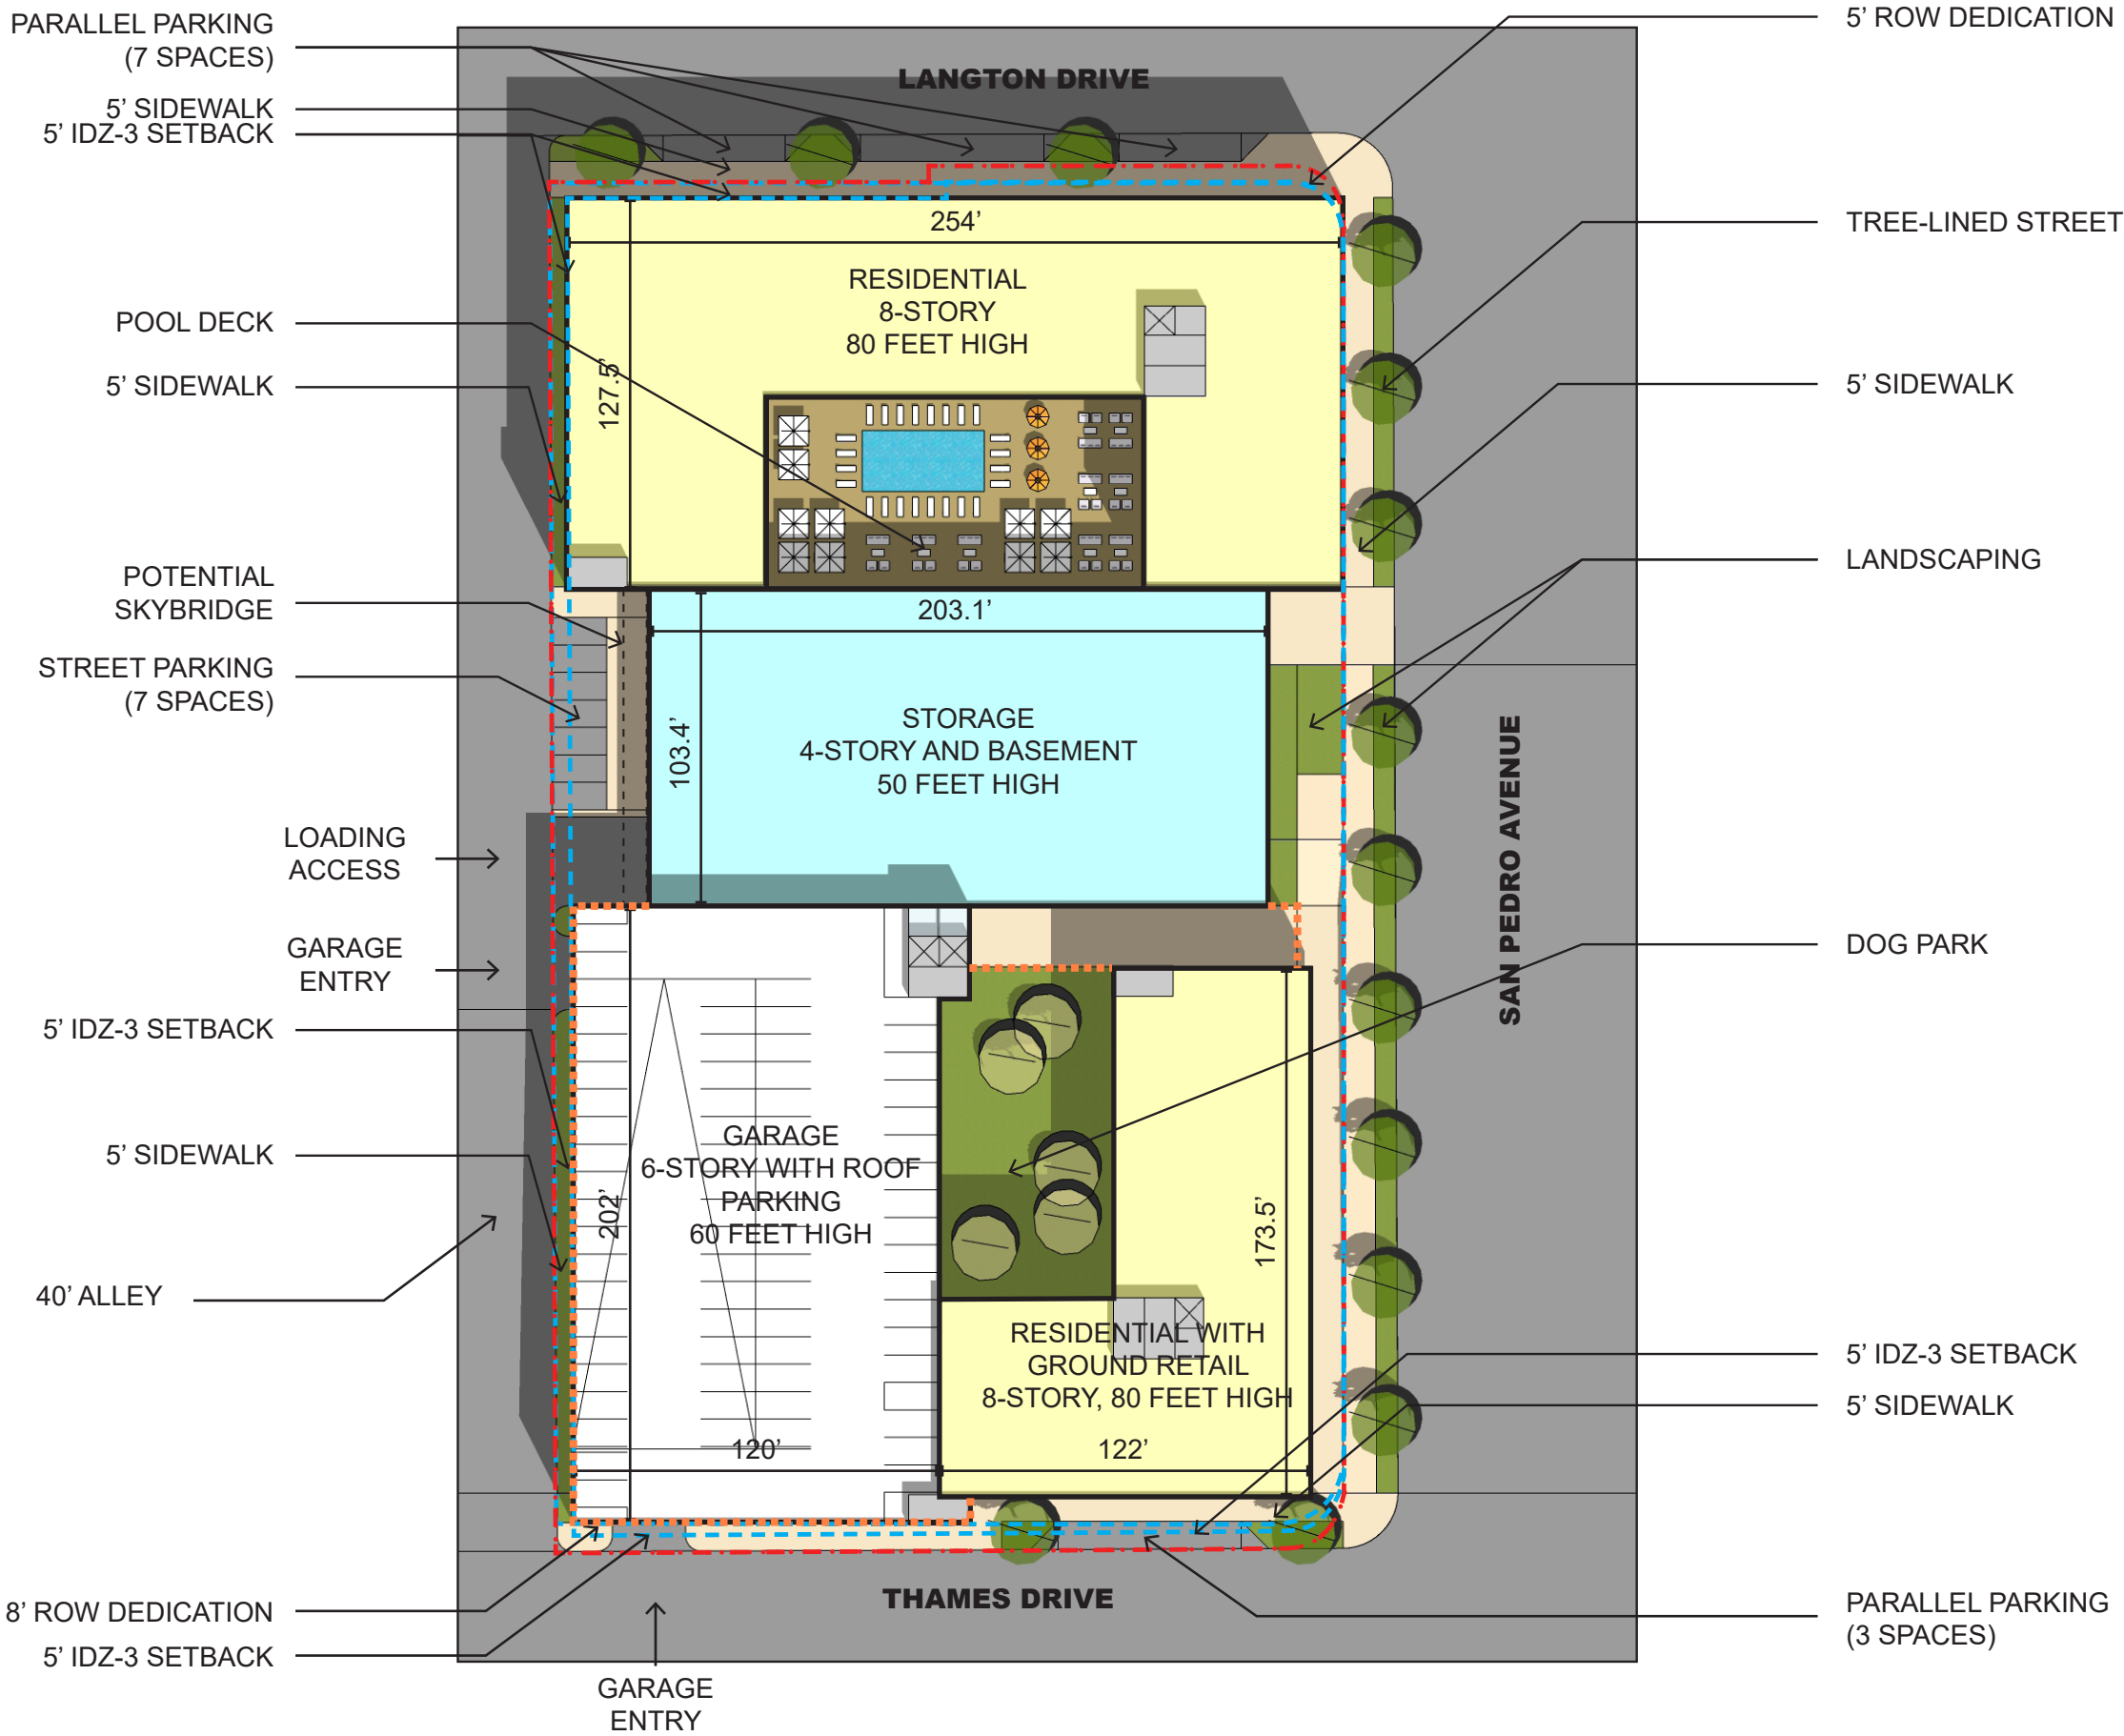 PARALLEL PARKING
(7 SPACES)
5’ SIDEWALK
5’ IDZ-3 SETBACK
POOL DECK
5’ SIDEWALK
POTENTIAL
SKYBRIDGE
STREET PARKING
(7 SPACES)
LOADING
ACCESS
GARAGE
ENTRY
5’ IDZ-3 SETBACK
5’ SIDEWALK
40’ ALLEY
8’ ROW DEDICATION
5’ IDZ-3 SETBACK
GARAGE
ENTRY
LANGTON DRIVE
254’
127.5’
RESIDENTIAL
8-STORY
80 FEET HIGH
203.1’
103.4’
STORAGE
4-STORY AND BASEMENT
50 FEET HIGH
GARAGE
6-STORY WITH ROOF
PARKING
60 FEET HIGH
202’
120’
173.5’
RESIDENTIAL WITH
GROUND RETAIL
8-STORY, 80 FEET HIGH
122’
THAMES DRIVE
SAN PEDRO AVENUE
5’ ROW DEDICATION
TREE-LINED STREET
5’ SIDEWALK
LANDSCAPING
DOG PARK
5’ IDZ-3 SETBACK
5’ SIDEWALK
PARALLEL PARKING
(3 SPACES)